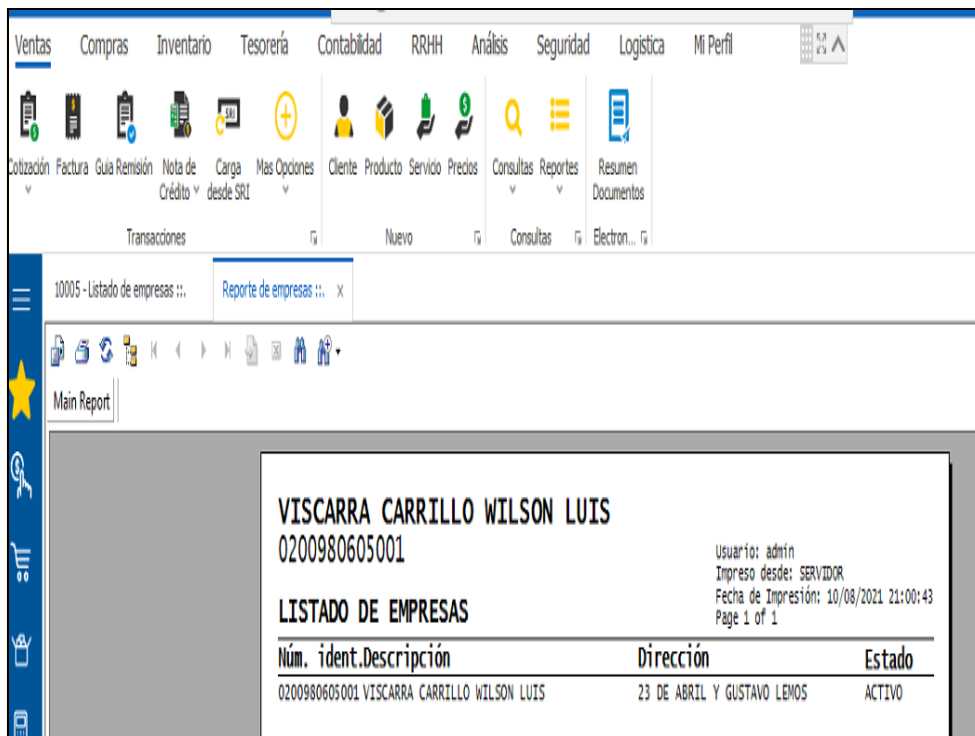 Ventas Compras Inventario Tesorería Contabilidad RRHH Análisis Seguridad Logistica Mi Perfil
Cotización Factura Guia Remisión Nota de Crédito Carga desde SRI Mas Opciones Cliente Producto Servicio Precios Consultas Reportes Resumen Documentos
SRI
Transacciones Nuevo Consultas Electron...
10005 - Listado de empresas ::. Reporte de empresas ::. x
Main Report
VISCARRA CARRILLO WILSON LUIS
0200980605001
Usuario: admin
Impreso desde: SERVIDOR
Fecha de Impresión: 10/08/2021 21:00:43
Page 1 of 1
LISTADO DE EMPRESAS
Núm. ident.Descripción Dirección Estado
0200980605001 VISCARRA CARRILLO WILSON LUIS 23 DE ABRIL Y GUSTAVO LEMOS ACTIVO